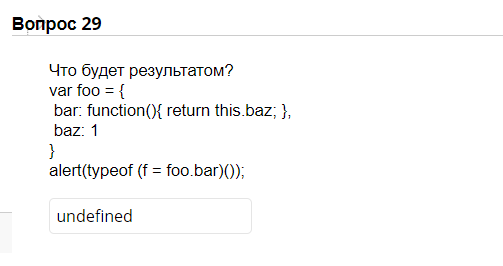 Вопрос 29
Что будет результатом?
var foo = {
bar: function(){ return this.baz; },
baz: 1
}
alert(typeof (f = foo.bar)());
undefined